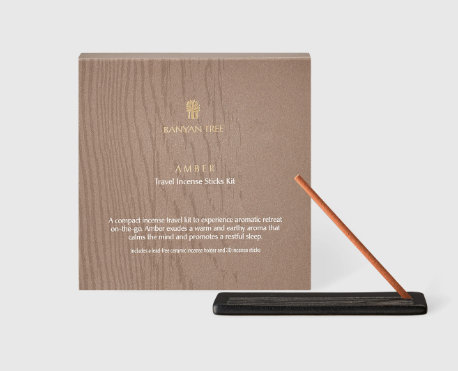 BANYAN TREE
AMBER
Travel Incense Sticks Kit
A compact incense travel kit to experience aromatic retreat
on-the-go. Amber exudes a warm and earthy aroma that
calms the mind and promotes a restful sleep.
Includes a lead-free ceramic incense holder and 20 incense sticks